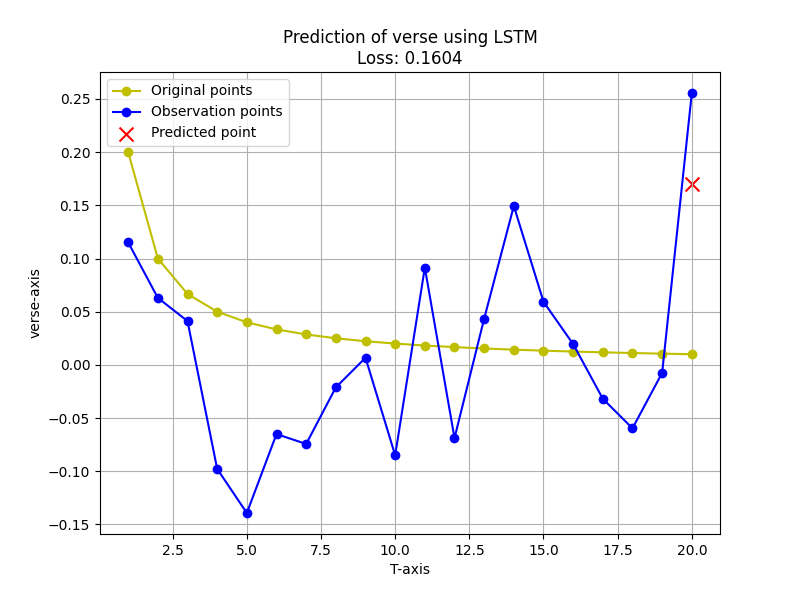 Prediction of verse using LSTM
Loss: 0.1604
Original points
Observation points
Predicted point
verse-axis
0.25
0.20
0.15
0.10
0.05
0.00
−0.05
−0.10
−0.15
2.5 5.0 7.5 10.0 12.5 15.0 17.5 20.0
T-axis